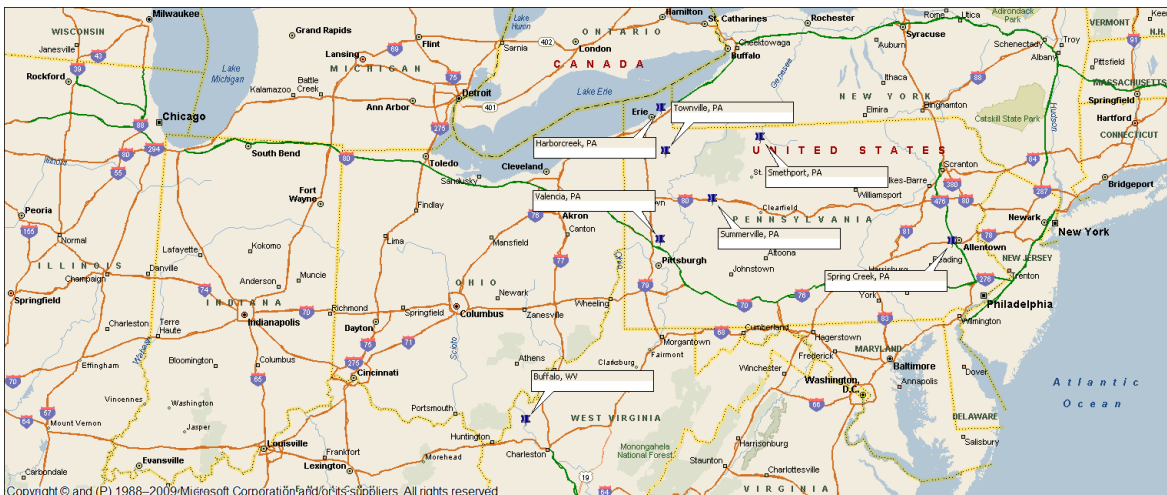 Milwaukee
WISCONSIN
Janesville
Rockford
Chicago
Lake
Michigan
Grand Rapids
Lansing
Flint
MICHIGAN
Battle
Creek
Kalamazoo
Ann Arbor
Detroit
Lake
Huron
Sarnia
ONTARIO
London
CANADA
Hamilton
St. Catharines
Cheektowaga
Buffalo
Rochester
Genesee
Lake Erie
Rome
Utica
Adirondack
Park
Syracuse
Auburn
Schenectady
Troy
Albany
VERMONT
N.H.
Pittsfield
MASSACHUSETTS
Springfield
Hartford
CONNECTICUT
Ithaca
NEW YORK
Elmira
Binghamton
Catskill State Park
Hudson
Erie
Townville, PA
Harborcreek, PA
UNITED STATES
Smethport, PA
St.
Scranton
Williamsport
Bridgeport
South Bend
Toledo
Sandusky
Cleveland
Valencia, PA
Clearfield
PENNSYLVANIA
Summerville, PA
Newark
New York
Allentown
Reading
Spring Creek, PA
NEW JERSEY
Trenton
Philadelphia
Wilmington
Altoona
Johnstown
Pittsburgh
Harrisburg
York
Fort
Wayne
Findlay
Akron
Canton
Mansfield
Lima
Peoria
Normal
ILLINOIS
Champaign
Danville
Lafayette
Kokomo
Anderson
Muncie
Springfield
INDIANA
Indianapolis
Richmond
OHIO
Newark
Columbus
Zanesville
Springfield
Dayton
Wheeling
Ohio
Charleston
Terre
Haute
Wabash
Effingham
Bloomington
Columbus
Cincinnati
Scioto
Athens
Clarksburg
Fairmont
Morgantown
Cumberland
Hagerstown
MARYLAND
Frederick
Baltimore
Winchester
Washington,
D.C.
Annapolis
Dover
DELAWARE
Salisbury
Atlantic
Ocean
Buffalo, WV
Portsmouth
WEST VIRGINIA
Huntington
Charleston
Monongahela
National Forest
Harrisonburg
Staunton
Charlottesville
VIRGINIA
Vincennes
Washington
Mount Vernon
Jasper
Louisville
Frankfort
Morehead
Evansville
Lexington
Carbondale
Copyright © and (P) 1988–2009 Microsoft Corporation and/or its suppliers. All rights reserved.